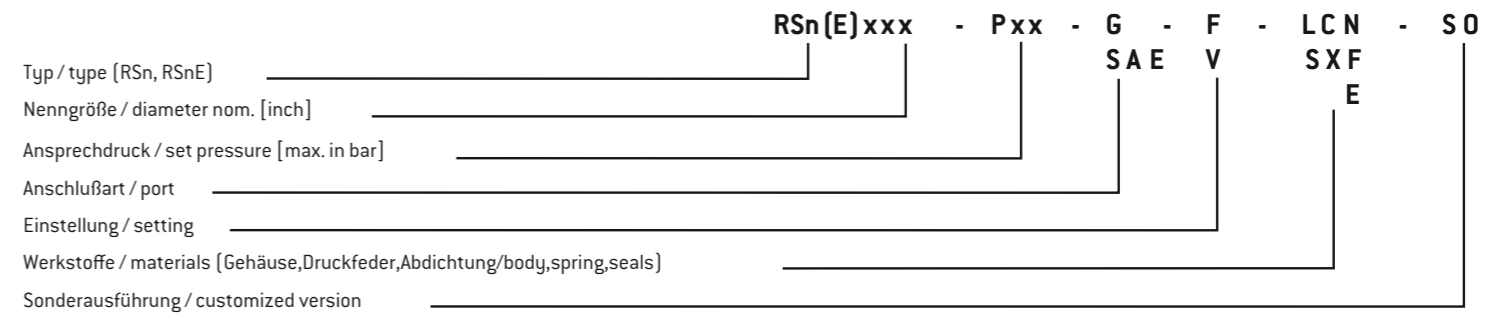 RSn(E)xxx - Pxx - G - F - LCN - SO
SAE V SXF
Typ / type (RSn, RSnE)
E
Nenngröße / diameter nom. [inch]
Ansprechdruck / set pressure [max. in bar]
Anschlußart / port
Einstellung / setting
Werkstoffe / materials (Gehäuse,Druckfeder,Abdichtung/body,spring,seals)
Sonderausführung / customized version